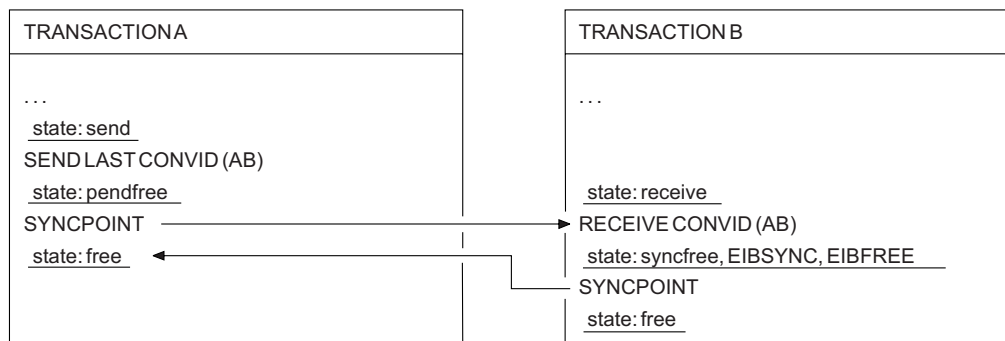 TRANSACTION A
. . .
state: send
SEND LAST CONVID (AB)
state: pendfree
SYNCPOINT
state: free
TRANSACTION B
. . .
state: receive
RECEIVE CONVID (AB)
state: syncfree, EIBSYNC, EIBFREE
SYNCPOINT
state: free